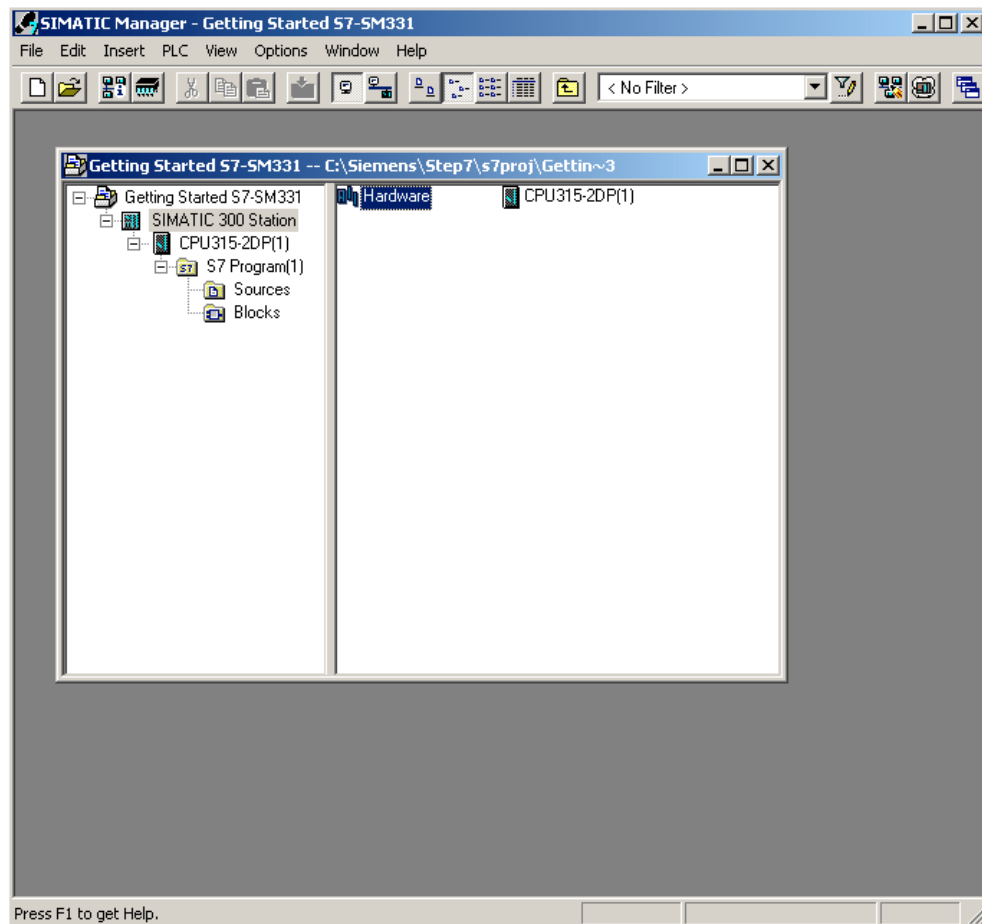 SIMATIC Manager - Getting Started S7-SM331
File Edit Insert PLC View Options Window Help
< No Filter >
Getting Started S7-SM331 -- C:\Siemens\Step7\s7proj\Gettin~3
Getting Started S7-SM331
SIMATIC 300 Station
CPU315-2DP(1)
S7 Program(1)
Sources
Blocks
Hardware
CPU315-2DP(1)
Press F1 to get Help.